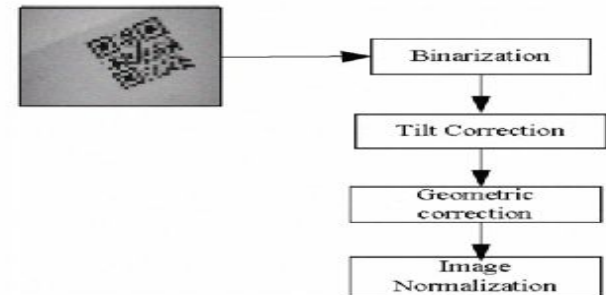 Binarization
Tilt Correction
Geometric
correction
Image
Normalization